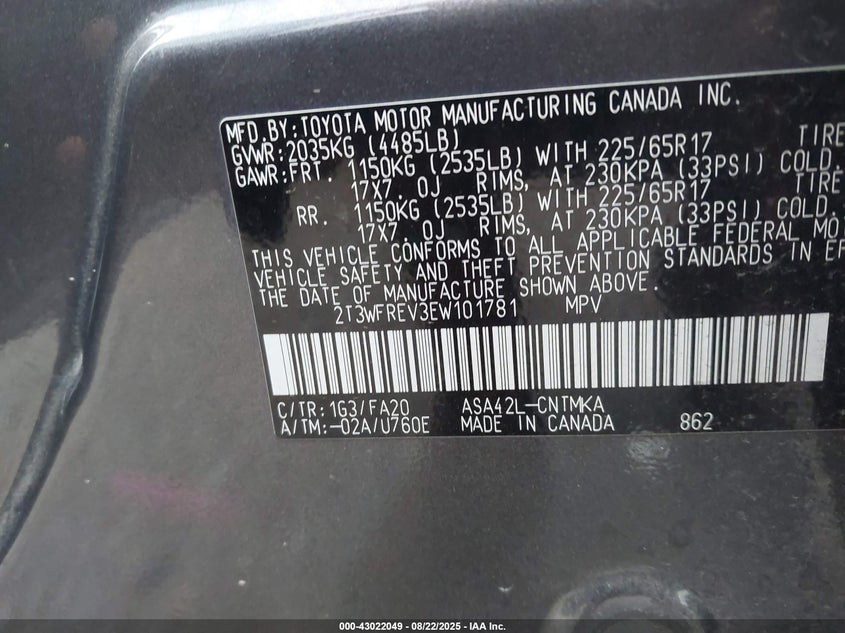 MFD.BY:TOYOTA MOTOR MANUFACTURING CANADA INC.
GVWR:2035KG (4485LB)
GAWR:FRT. 1150KG (2535LB) WITH 225/65R17 TIRE
17X7.0J RIMS, AT 230KPA (33PSI) COLD.
RR. 1150KG (2535LB) WITH 225/65R17 TIRE
17X7.0J RIMS, AT 230KPA (33PSI) COLD.
THIS VEHICLE CONFORMS TO ALL APPLICABLE FEDERAL MO
VEHICLE SAFETY AND THEFT PREVENTION STANDARDS IN EF
THE DATE OF MANUFACTURE SHOWN ABOVE.
2T3WFREV3EW101781 MPV
C/TR:1G3/FA20 ASA42L-CNTMKA
A/TM:-02A/U760E MADE IN CANADA 862
000-43022049 - 08/22/2025 - IAA Inc.